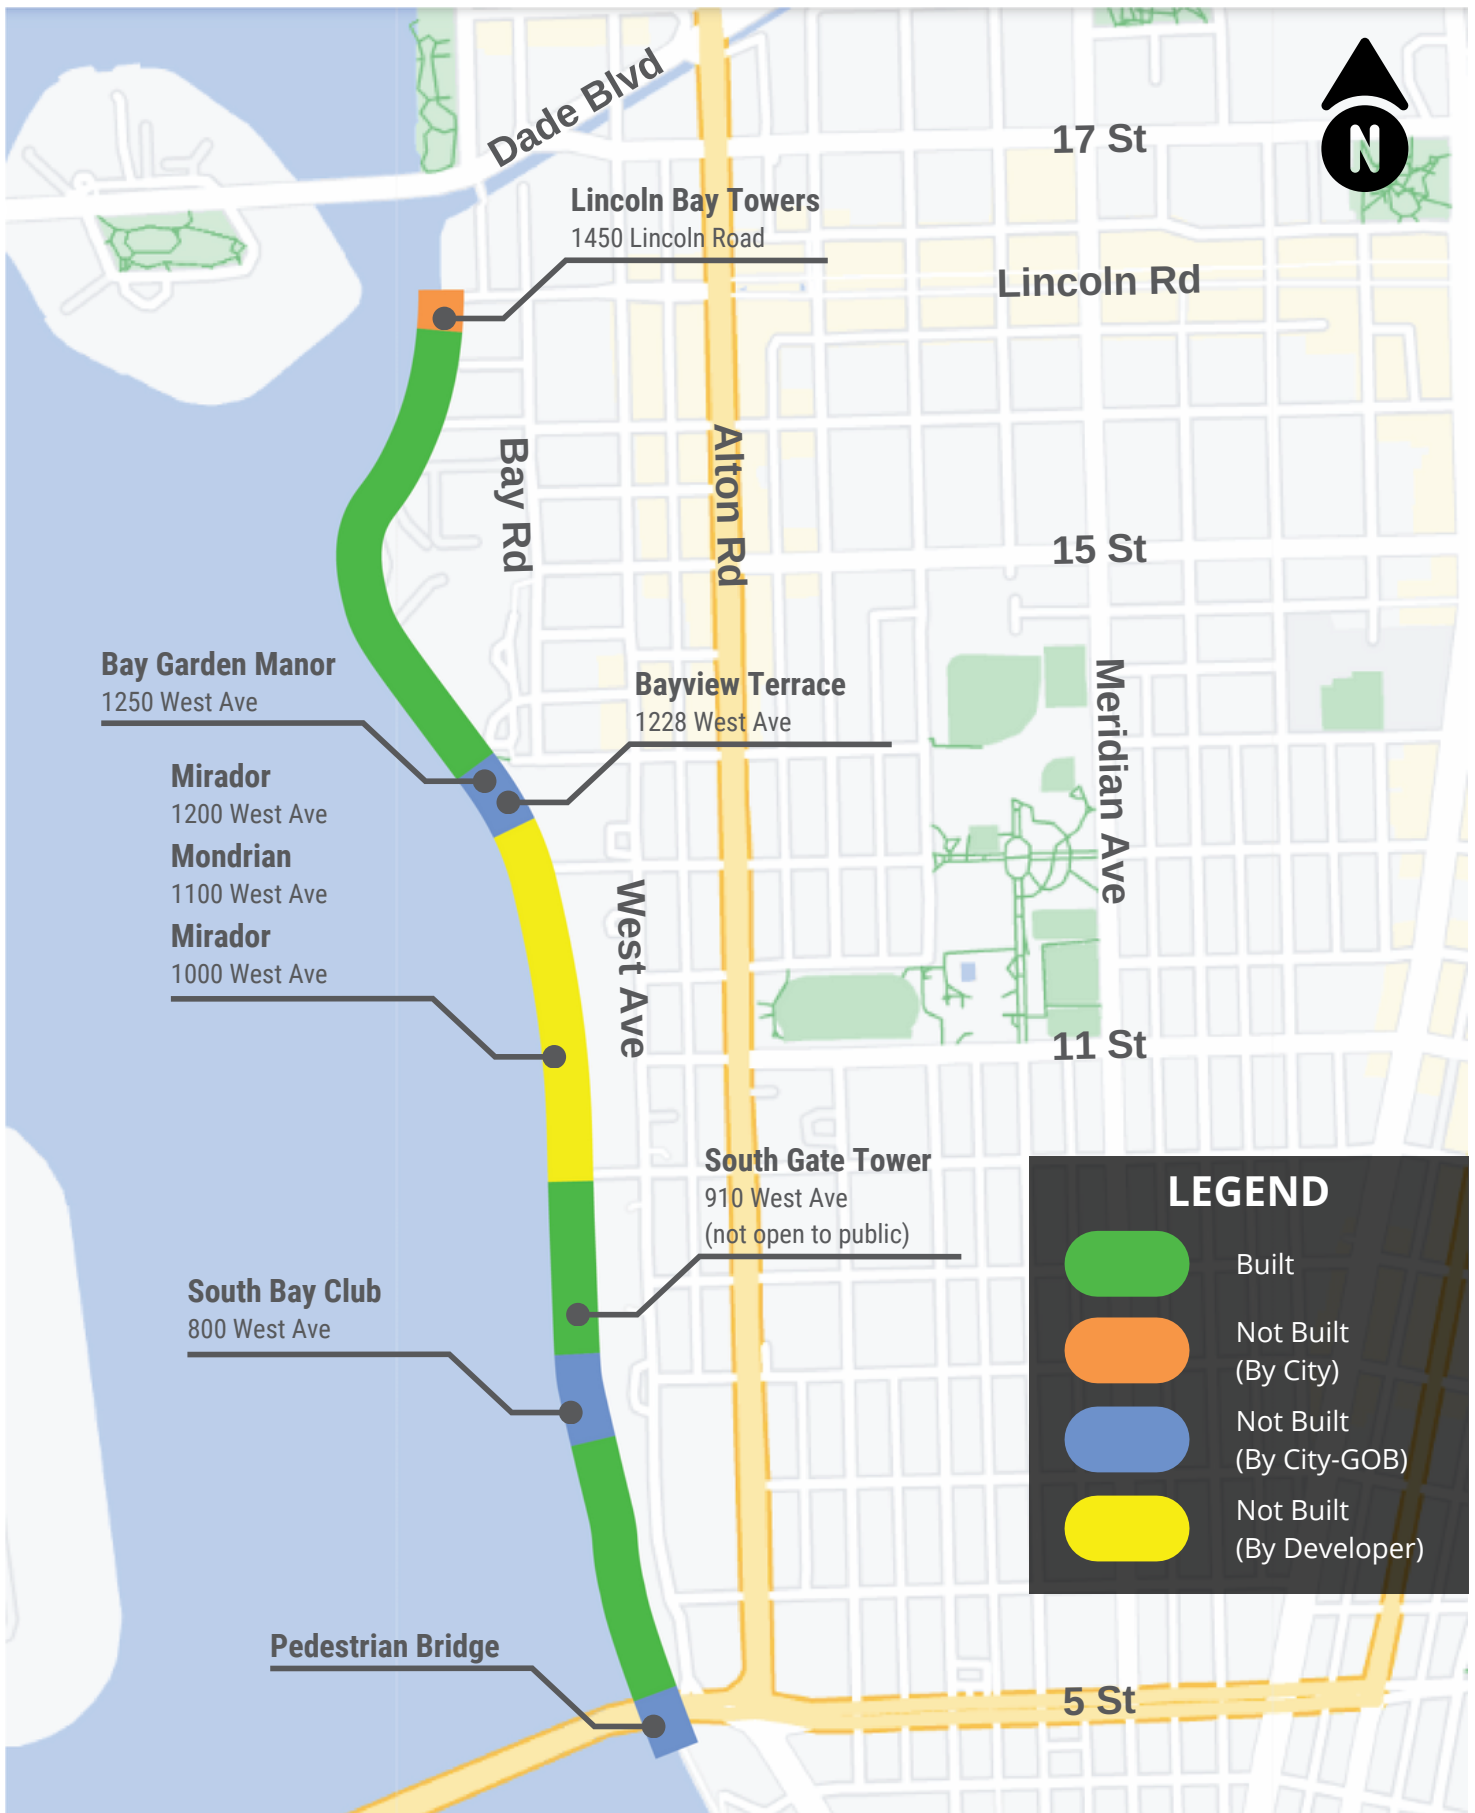 Dade Blvd
17 St
N
Lincoln Bay Towers
1450 Lincoln Road
Lincoln Rd
Bay Rd
Alton Rd
15 St
Bay Garden Manor
1250 West Ave
Bayview Terrace
1228 West Ave
Meridian Ave
Mirador
1200 West Ave
Mondrian
1100 West Ave
Mirador
1000 West Ave
West Ave
11 St
South Gate Tower
910 West Ave
(not open to public)
South Bay Club
800 West Ave
LEGEND
Built
Not Built
(By City)
Not Built
(By City-GOB)
Not Built
(By Developer)
Pedestrian Bridge
5 St